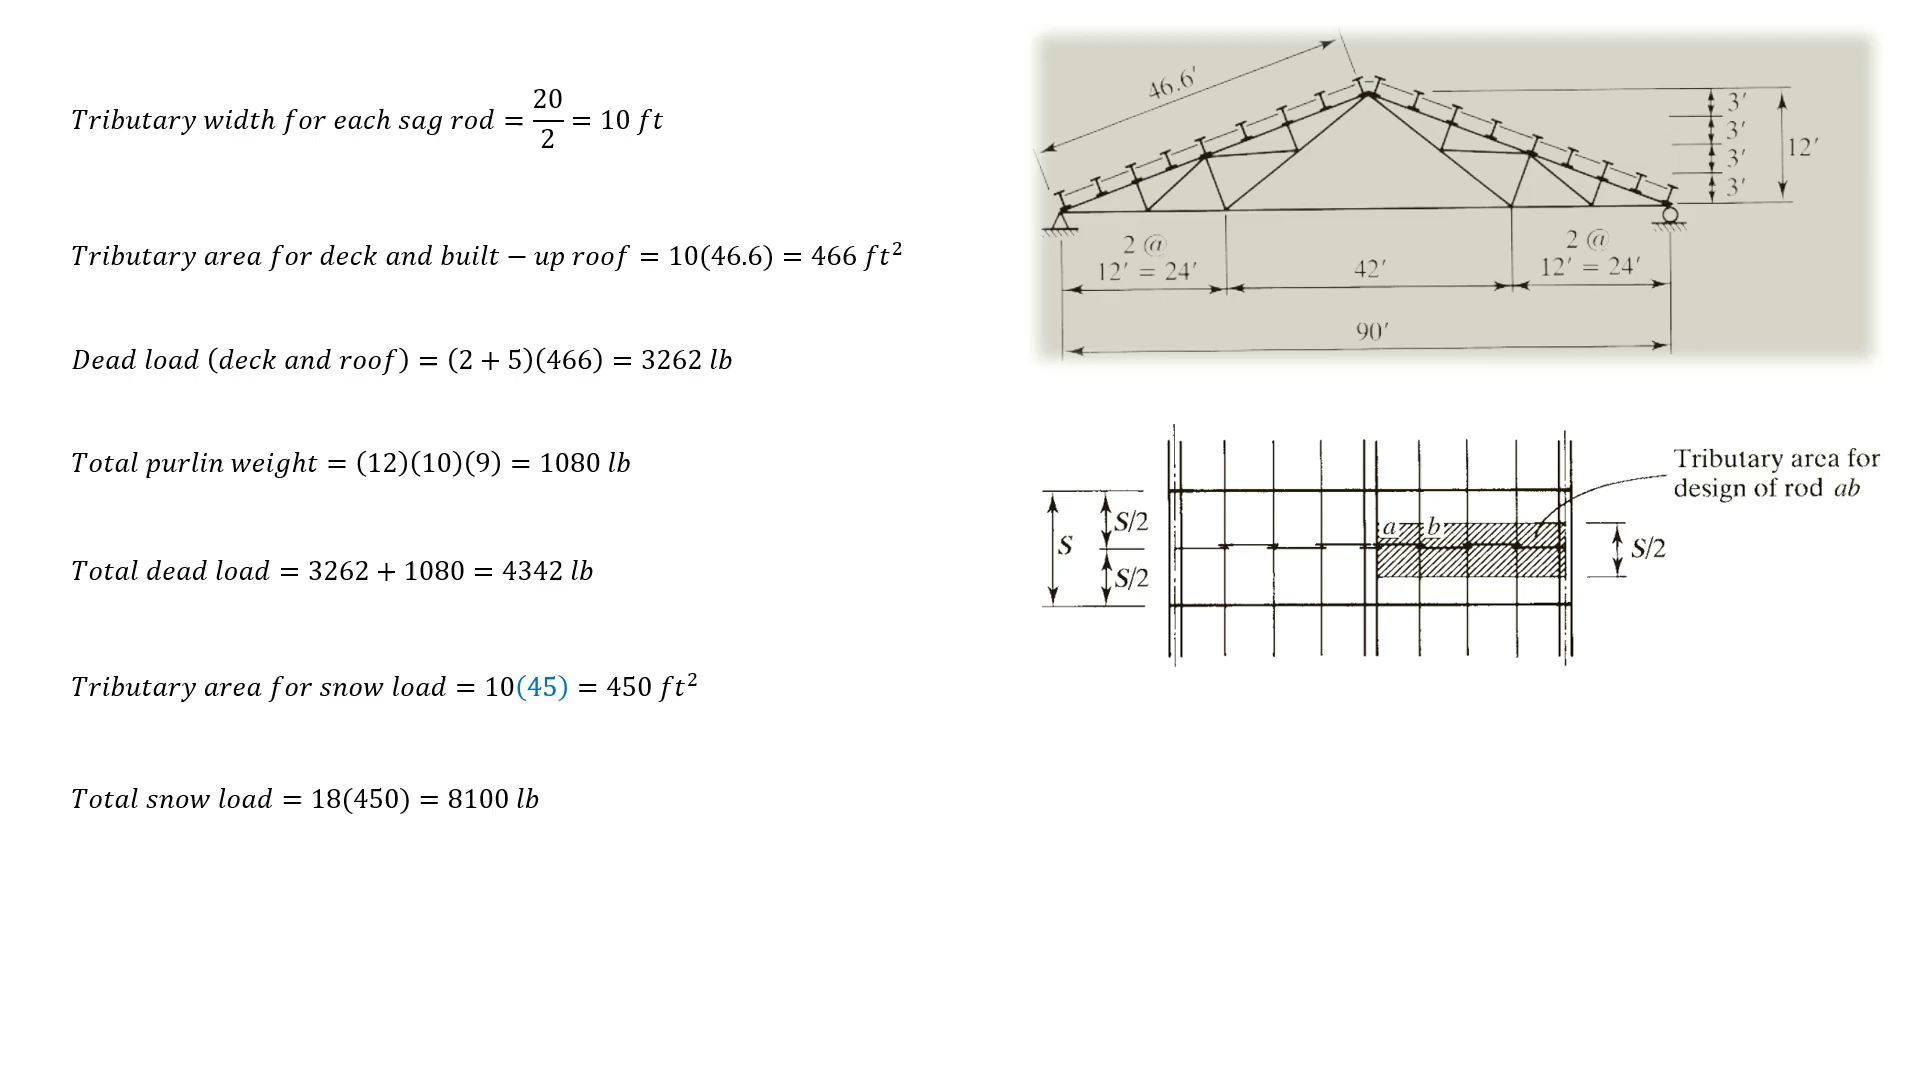 Tributary width for each sag rod = 20/2 = 10 ft
Tributary area for deck and built − up roof = 10(46.6) = 466 ft²
Dead load (deck and roof) = (2 + 5)(466) = 3262 lb
Total purlin weight = (12)(10)(9) = 1080 lb
Total dead load = 3262 + 1080 = 4342 lb
Tributary area for snow load = 10(45) = 450 ft²
Total snow load = 18(450) = 8100 lb
46.6′
3′
3′
3′
3′
12′
2 @
12′ = 24′
42′
2 @
12′ = 24′
90′
Tributary area for
design of rod ab
S
S/2
S/2
a
b
S/2